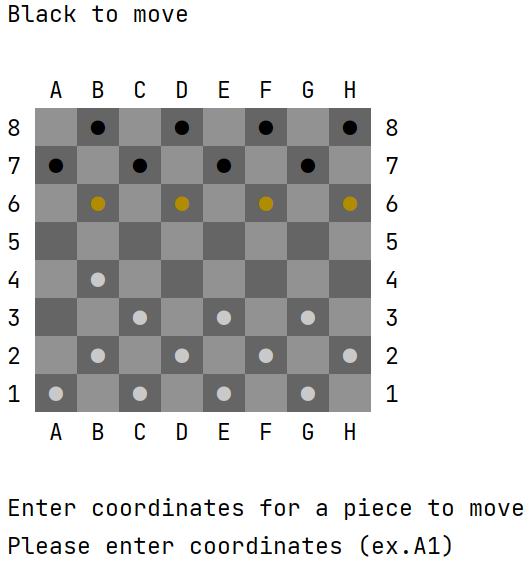 Black to move
A B C D E F G H
8 8
7 7
6 6
5 5
4 4
3 3
2 2
1 1
A B C D E F G H
Enter coordinates for a piece to move
Please enter coordinates (ex.A1)